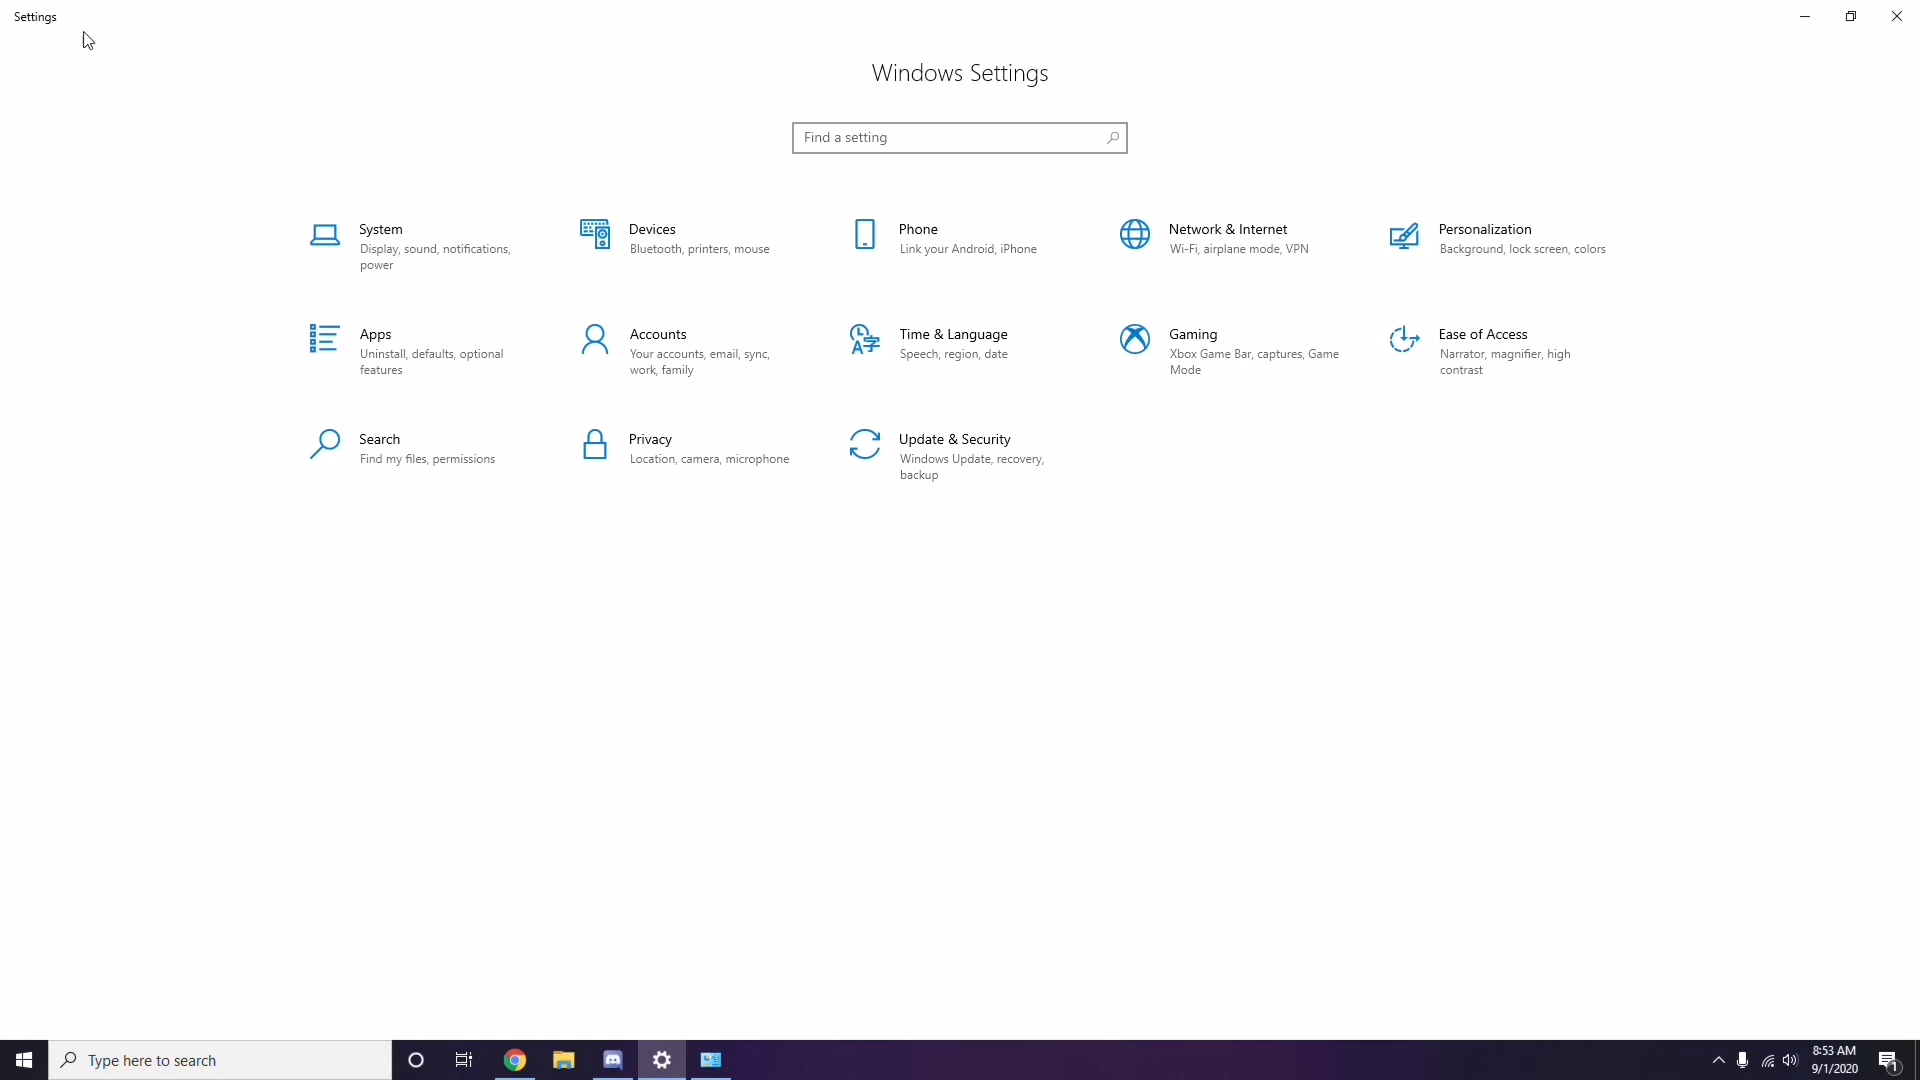 Settings
Windows Settings
Find a setting
System
Display, sound, notifications,
power
Devices
Bluetooth, printers, mouse
Phone
Link your Android, iPhone
Network & Internet
Wi-Fi, airplane mode, VPN
Personalization
Background, lock screen, colors
Apps
Uninstall, defaults, optional
features
Accounts
Your accounts, email, sync,
work, family
Time & Language
Speech, region, date
Gaming
Xbox Game Bar, captures, Game
Mode
Ease of Access
Narrator, magnifier, high
contrast
Search
Find my files, permissions
Privacy
Location, camera, microphone
Update & Security
Windows Update, recovery,
backup
Type here to search
8:53 AM
9/1/2020
1